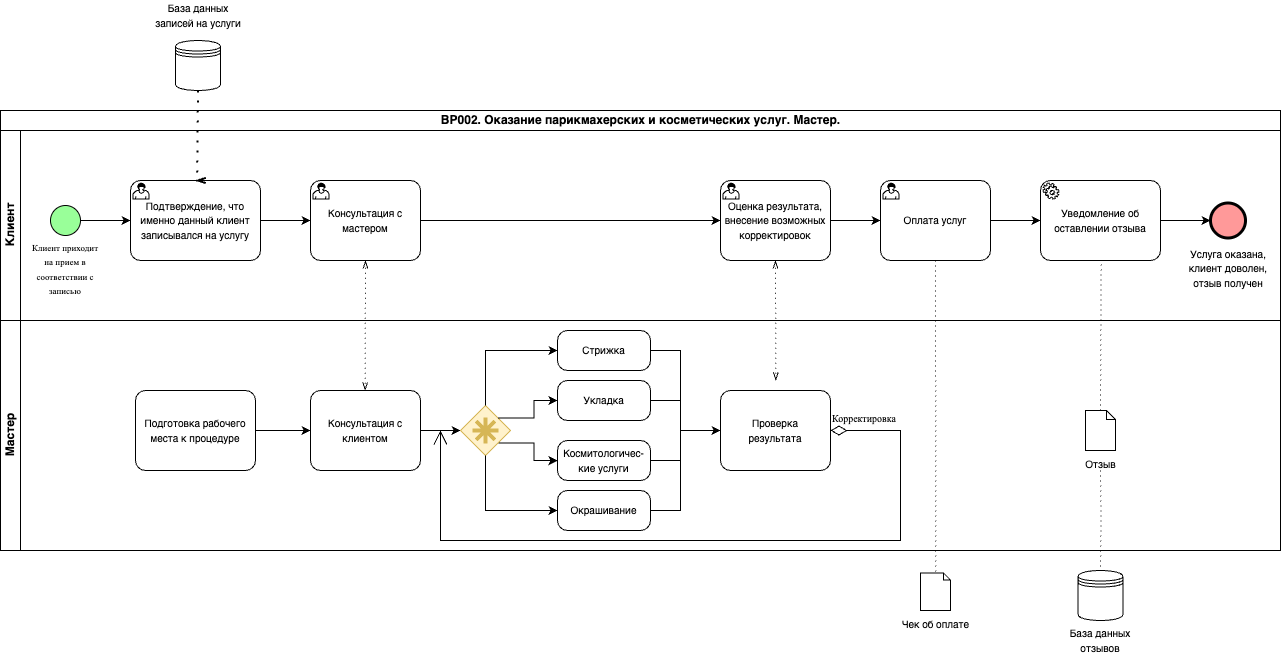 База данных
записей на услуги
BP002. Оказание парикмахерских и косметических услуг. Мастер.
Клиент
Клиент приходит
на прием в
соответствии с
записью
Подтверждение, что
именно данный клиент
записывался на услугу
Консультация с
мастером
Оценка результата,
внесение возможных
корректировок
Оплата услуг
Уведомление об
оставлении отзыва
Услуга оказана,
клиент доволен,
отзыв получен
Мастер
Подготовка рабочего
места к процедуре
Консультация с
клиентом
Стрижка
Укладка
Космитологичес-
кие услуги
Окрашивание
Проверка
результата
Корректировка
Отзыв
Чек об оплате
База данных
отзывов